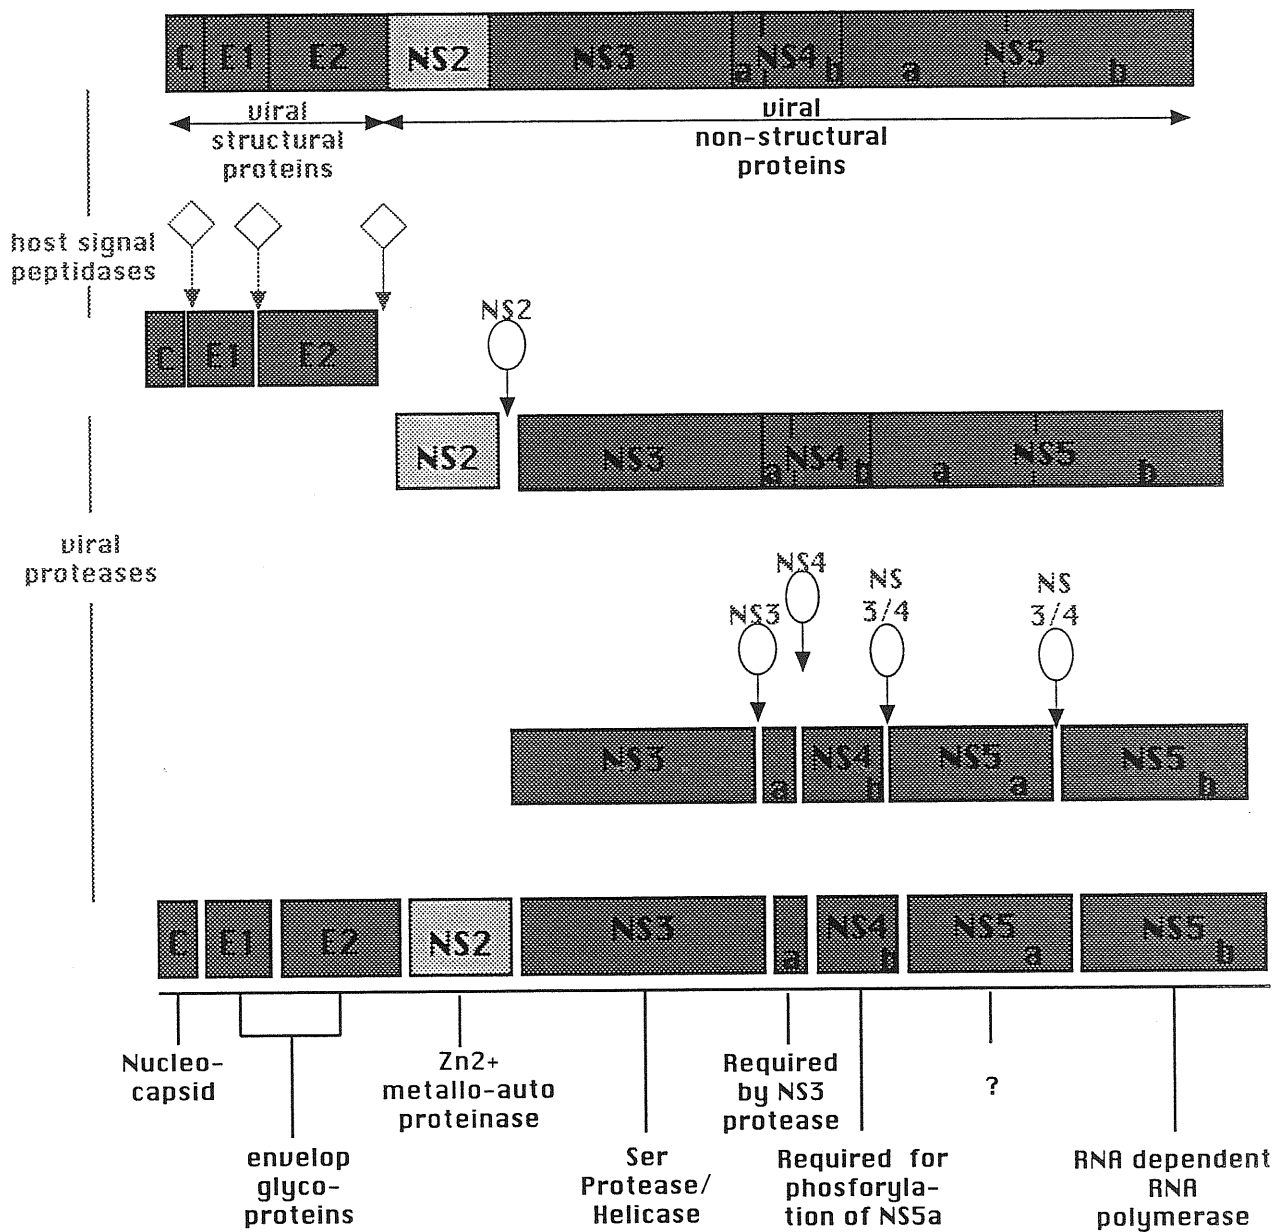 C E1 E2 NS2 NS3 a NS4 b a NS5 b
viral
structural
proteins
viral
non-structural
proteins
host signal
peptidases
C E1 E2
NS2
NS2 NS3 a NS4 b a NS5 b
viral
proteases
NS3
NS4
NS
3/4
NS
3/4
NS3 a NS4 b NS5 a NS5 b
C E1 E2 NS2 NS3 a NS4 b NS5 a NS5 b
Nucleo-
capsid
envelop
glyco-
proteins
Zn2+
metallo-auto
proteinase
Ser
Protease/
Helicase
Required
by NS3
protease
Required for
phosforyla-
tion of NS5a
?
RNA dependent
RNA
polymerase